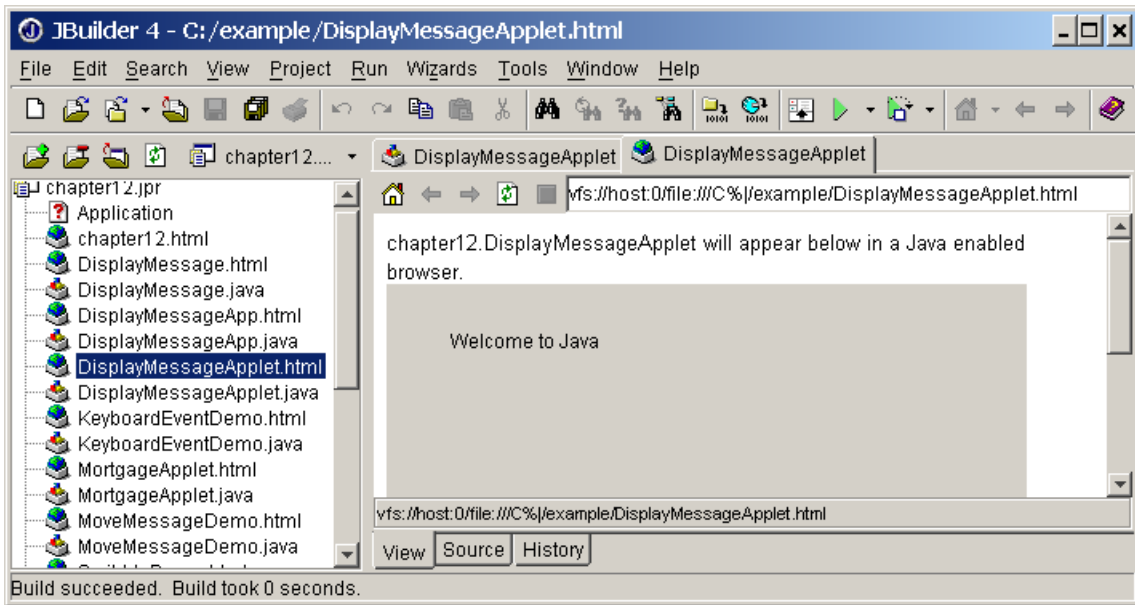 JBuilder 4 - C:/example/DisplayMessageApplet.html
File Edit Search View Project Run Wizards Tools Window Help
chapter12....
DisplayMessageApplet
DisplayMessageApplet
vfs://host:0/file:///C%|/example/DisplayMessageApplet.html
chapter12.jpr
Application
chapter12.html
DisplayMessage.html
DisplayMessage.java
DisplayMessageApp.html
DisplayMessageApp.java
DisplayMessageApplet.html
DisplayMessageApplet.java
KeyboardEventDemo.html
KeyboardEventDemo.java
MortgageApplet.html
MortgageApplet.java
MoveMessageDemo.html
MoveMessageDemo.java
chapter12.DisplayMessageApplet will appear below in a Java enabled
browser.
Welcome to Java
vfs://host:0/file:///C%|/example/DisplayMessageApplet.html
View Source History
Build succeeded. Build took 0 seconds.